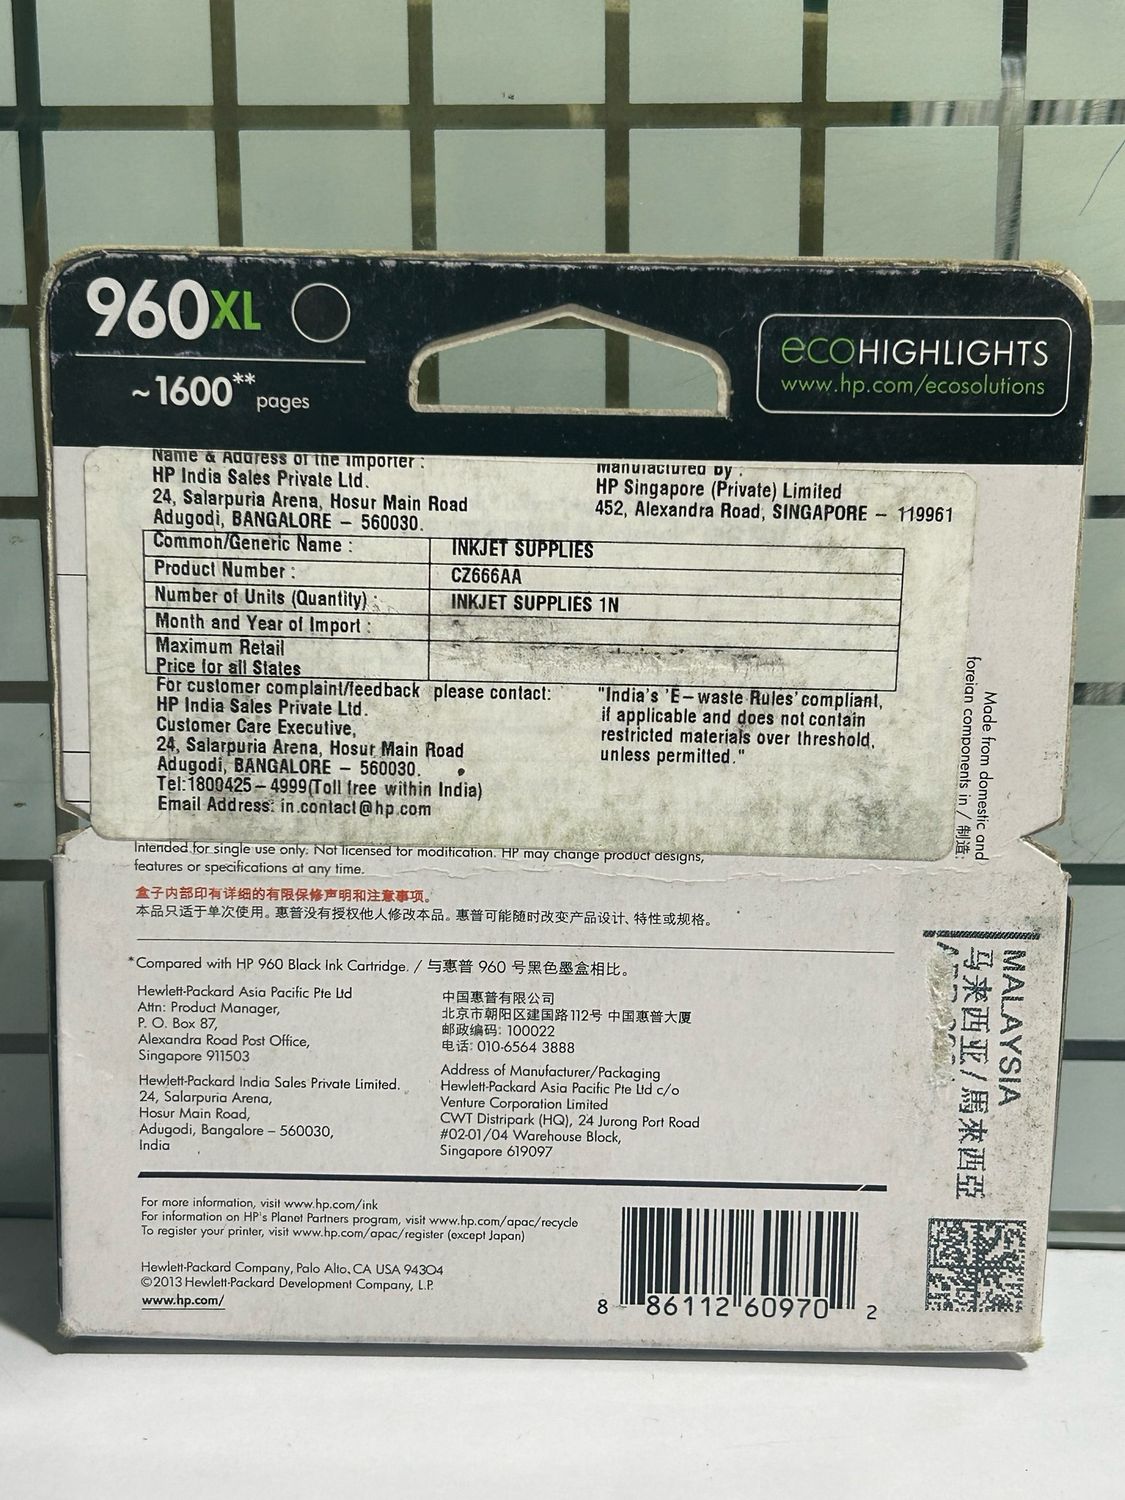 960XL
~1600** pages
ecoHIGHLIGHTS
www.hp.com/ecosolutions
Name & Address of the Importer :
HP India Sales Private Ltd.
24, Salarpuria Arena, Hosur Main Road
Adugodi, BANGALORE – 560030.
Manufactured by :
HP Singapore (Private) Limited
452, Alexandra Road, SINGAPORE – 119961
Common/Generic Name : INKJET SUPPLIES
Product Number : CZ666AA
Number of Units (Quantity) : INKJET SUPPLIES 1N
Month and Year of Import :
Maximum Retail
Price for all States
For customer complaint/feedback please contact:
HP India Sales Private Ltd.
Customer Care Executive,
24, Salarpuria Arena, Hosur Main Road
Adugodi, BANGALORE – 560030.
Tel:1800425–4999(Toll free within India)
Email Address: in.contact@hp.com
"India's 'E–waste Rules' compliant,
if applicable and does not contain
restricted materials over threshold,
unless permitted."
Made from domestic and
foreign components in / 制造:
MALAYSIA
马来西亚/馬來西亞
Intended for single use only. Not licensed for modification. HP may change product designs,
features or specifications at any time.
盒子内部印有详细的有限保修声明和注意事项。
本品只适于单次使用。惠普没有授权他人修改本品。惠普可能随时改变产品设计、特性或规格。
*Compared with HP 960 Black Ink Cartridge. / 与惠普 960 号黑色墨盒相比。
Hewlett-Packard Asia Pacific Pte Ltd
Attn: Product Manager,
P. O. Box 87,
Alexandra Road Post Office,
Singapore 911503
Hewlett-Packard India Sales Private Limited.
24, Salarpuria Arena,
Hosur Main Road,
Adugodi, Bangalore – 560030,
India
中国惠普有限公司
北京市朝阳区建国路112号 中国惠普大厦
邮政编码: 100022
电话: 010-6564 3888
Address of Manufacturer/Packaging
Hewlett-Packard Asia Pacific Pte Ltd c/o
Venture Corporation Limited
CWT Distripark (HQ), 24 Jurong Port Road
#02-01/04 Warehouse Block,
Singapore 619097
For more information, visit www.hp.com/ink
For information on HP's Planet Partners program, visit www.hp.com/apac/recycle
To register your printer, visit www.hp.com/apac/register (except Japan)
Hewlett-Packard Company, Palo Alto, CA USA 94304
©2013 Hewlett-Packard Development Company, L.P.
www.hp.com/
8 86112 60970 2